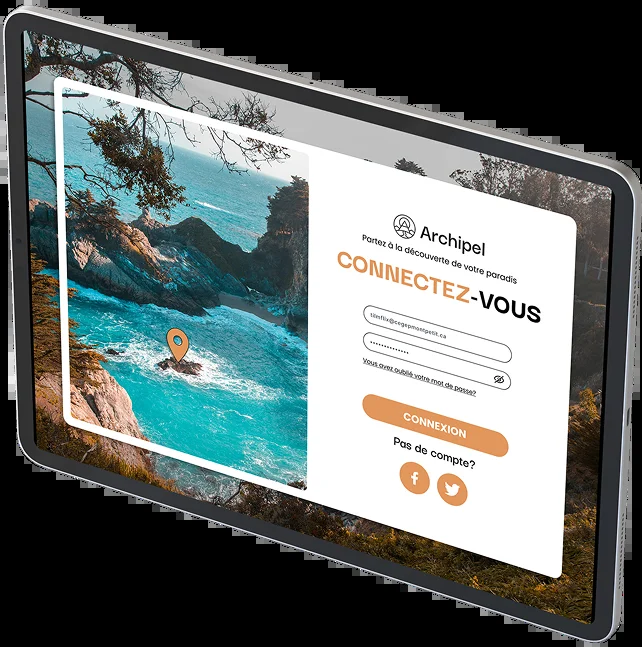 Archipel
Partez à la découverte de votre paradis
CONNECTEZ-VOUS
tiimflix@cegepmontpetit.ca
Vous avez oublié votre mot de passe?
CONNEXION
Pas de compte?